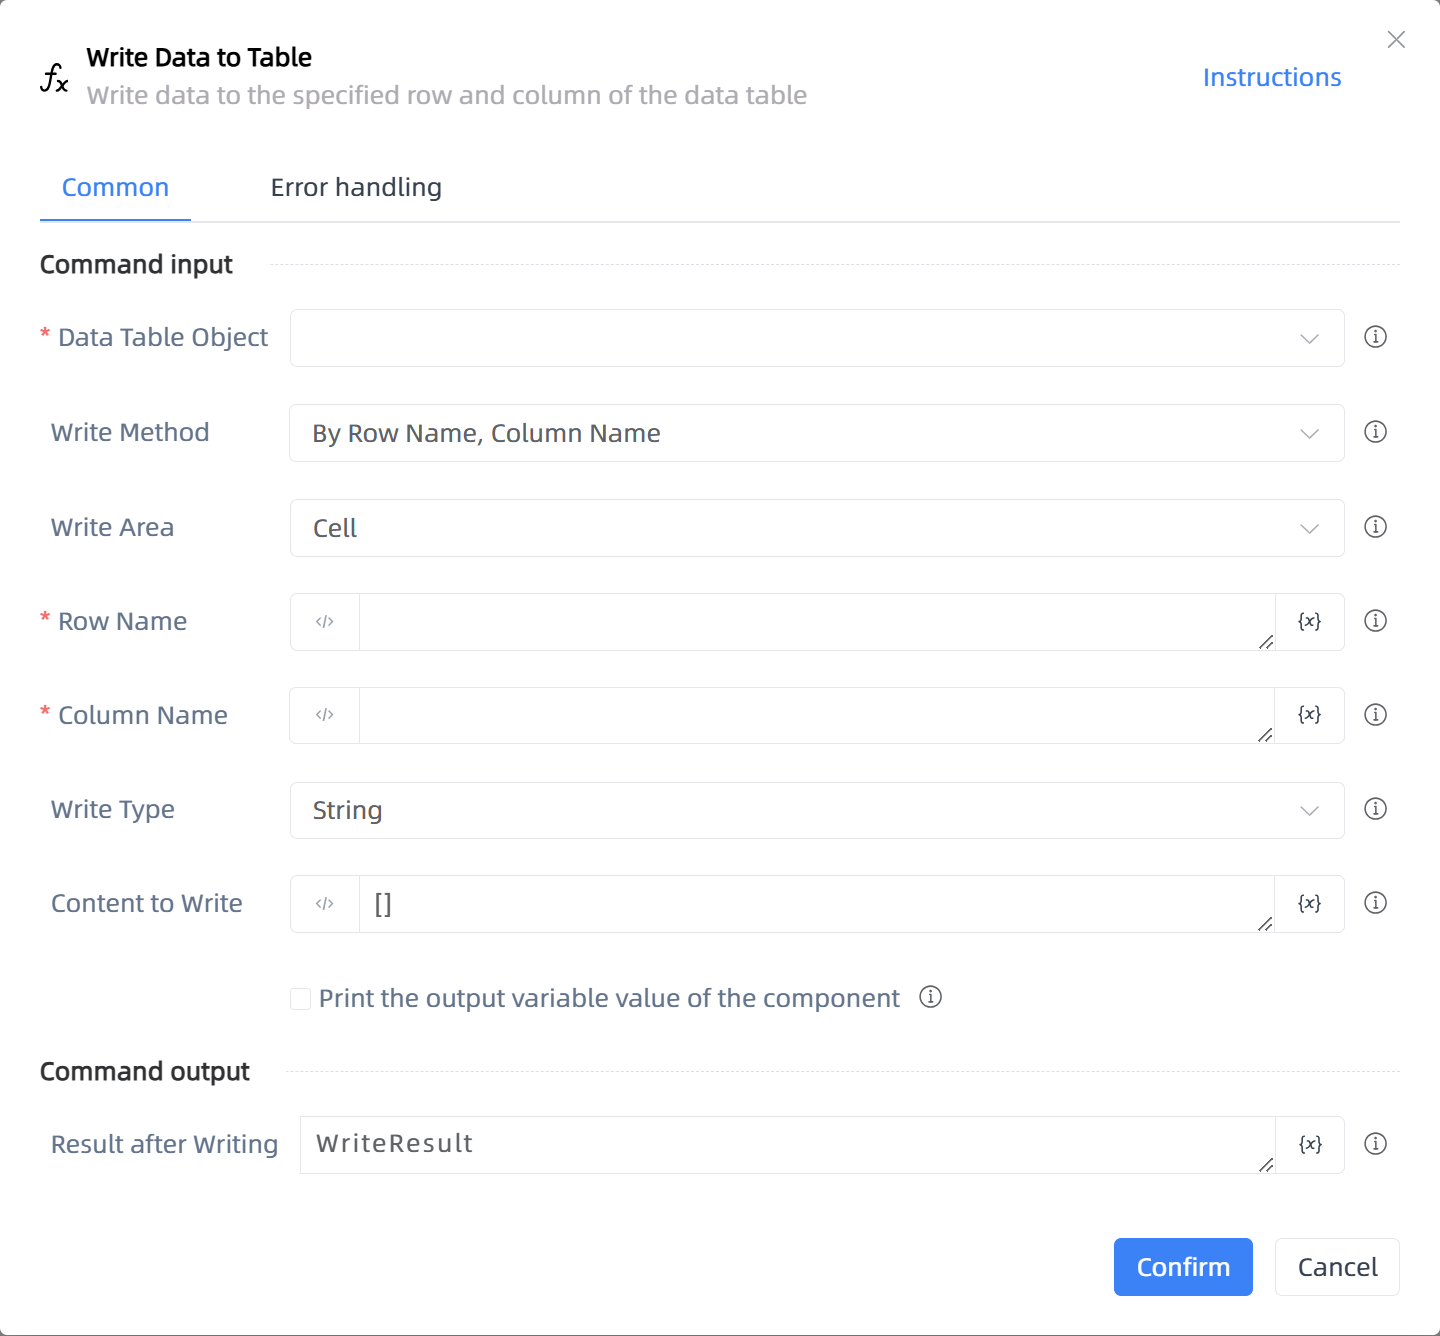 Write Data to Table
Write data to the specified row and column of the data table
Instructions
Common
Error handling
Command input
* Data Table Object
Write Method
By Row Name, Column Name
Write Area
Cell
* Row Name
</>
{x}
* Column Name
</>
{x}
Write Type
String
Content to Write
</>
[]
{x}
Print the output variable value of the component
Command output
Result after Writing
WriteResult
{x}
Confirm
Cancel